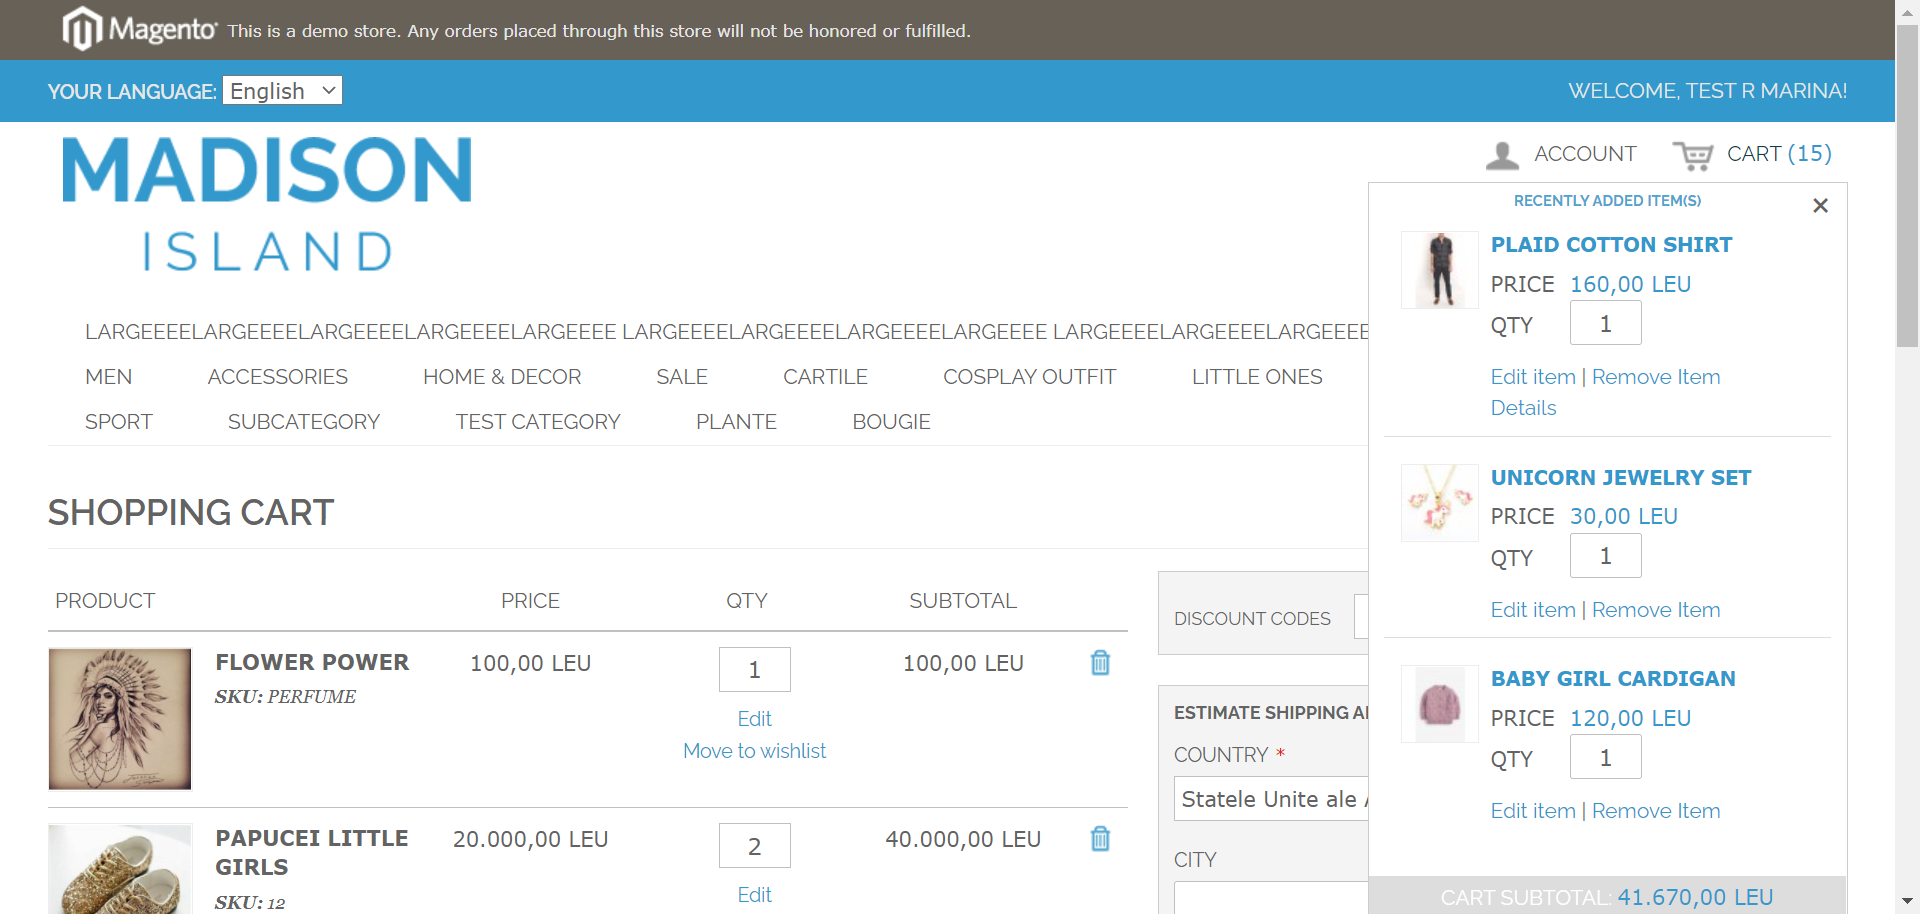 Magento This is a demo store. Any orders placed through this store will not be honored or fulfilled.
YOUR LANGUAGE: English WELCOME, TEST R MARINA!
MADISON
ISLAND
ACCOUNT CART (15)
LARGEEEELARGEEEELARGEEEELARGEEEELARGEEEE LARGEEEELARGEEEELARGEEEELARGEEEE LARGEEEELARGEEEELARGEEEE
MEN ACCESSORIES HOME & DECOR SALE CARTILE COSPLAY OUTFIT LITTLE ONES
SPORT SUBCATEGORY TEST CATEGORY PLANTE BOUGIE
SHOPPING CART
PRODUCT PRICE QTY SUBTOTAL
FLOWER POWER 100,00 LEU 1 100,00 LEU
SKU: PERFUME
Edit
Move to wishlist
PAPUCEI LITTLE GIRLS 20.000,00 LEU 2 40.000,00 LEU
SKU: 12
Edit
DISCOUNT CODES
ESTIMATE SHIPPING
COUNTRY *
Statele Unite ale
CITY
RECENTLY ADDED ITEM(S)
×
PLAID COTTON SHIRT
PRICE 160,00 LEU
QTY 1
Edit item | Remove Item
Details
UNICORN JEWELRY SET
PRICE 30,00 LEU
QTY 1
Edit item | Remove Item
BABY GIRL CARDIGAN
PRICE 120,00 LEU
QTY 1
Edit item | Remove Item
CART SUBTOTAL: 41.670,00 LEU